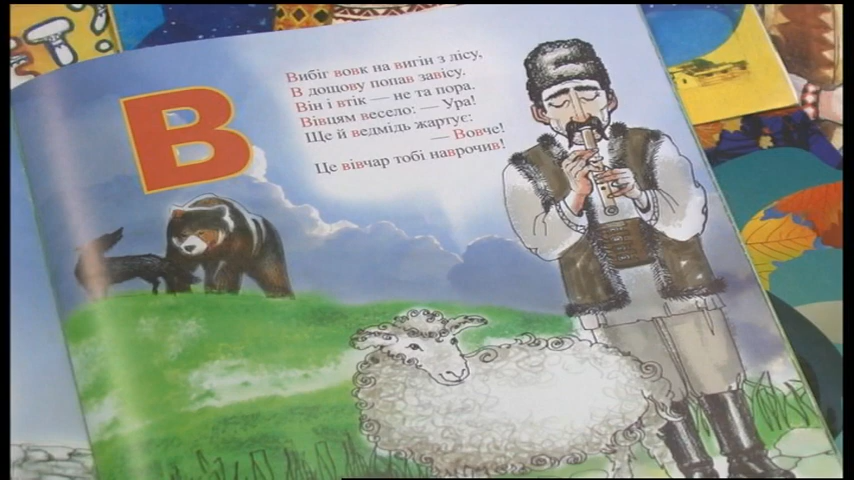 В
Вибіг вовк на вигін з лісу,
В дощову попав завісу.
Він і втік — не та пора.
Вівцям весело: — Ура!
Ще й ведмідь жартує:
— Вовче!
Це вівчар тобі наврочив!